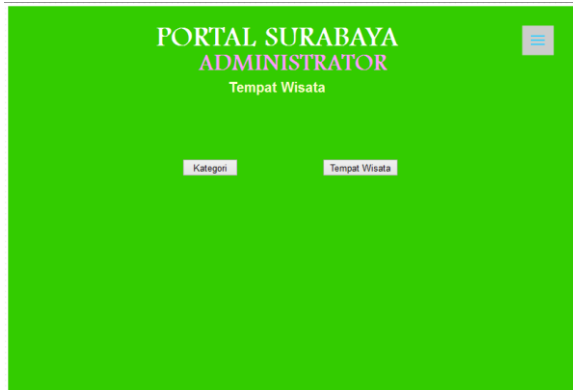 PORTAL SURABAYA
ADMINISTRATOR
Tempat Wisata
Kategori Tempat Wisata